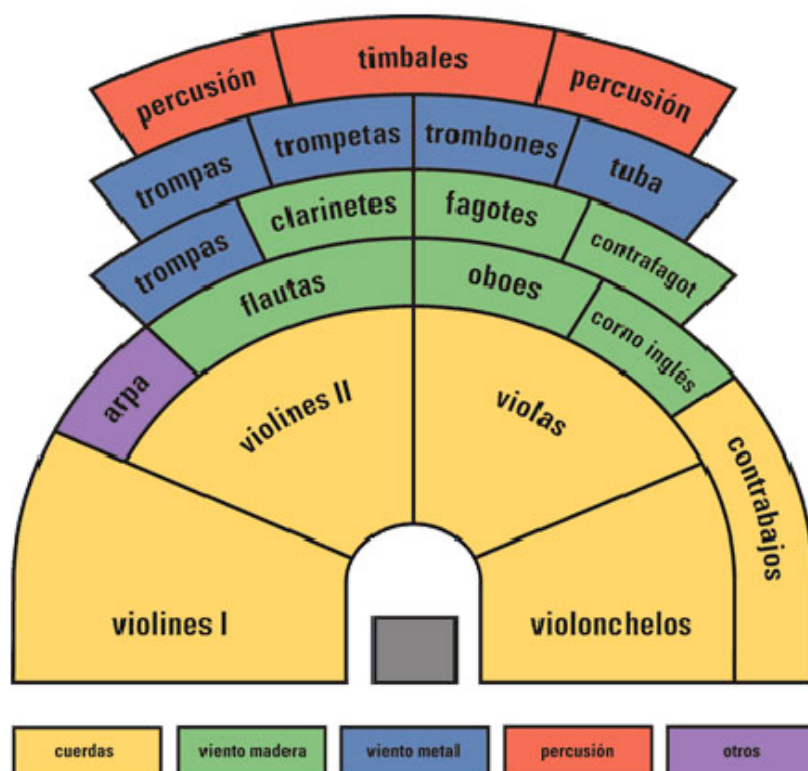 percusión
timbales
percusión
trompas
trompetas
trombones
tuba
trompas
clarinetes
fagotes
contrafagot
flautas
oboes
corno inglés
arpa
violines II
violas
contrabajos
violines I
violonchelos
cuerdas
viento madera
viento metall
percusión
otros